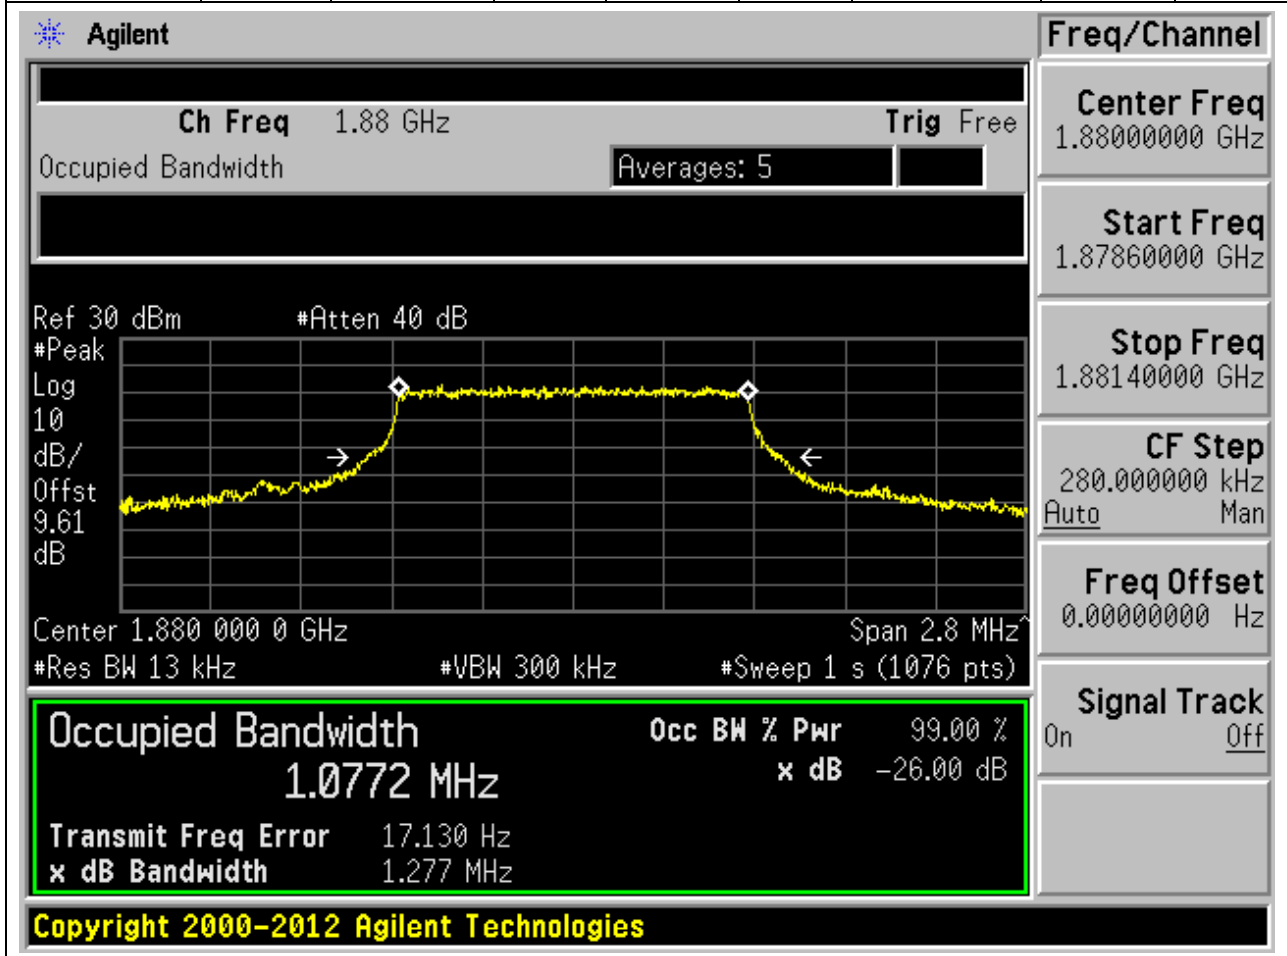 Agilent
Freq/Channel
Ch Freq 1.88 GHz Trig Free
Occupied Bandwidth Averages: 5
Center Freq
1.88000000 GHz
Start Freq
1.87860000 GHz
Stop Freq
1.88140000 GHz
CF Step
280.000000 kHz
Auto Man
Freq Offset
0.00000000 Hz
Signal Track
On Off
Ref 30 dBm #Atten 40 dB
#Peak
Log
10
dB/
Offst
9.61
dB
Center 1.880 000 0 GHz Span 2.8 MHz^
#Res BW 13 kHz #VBW 300 kHz #Sweep 1 s (1076 pts)
Occupied Bandwidth Occ BW % Pwr 99.00 %
1.0772 MHz x dB -26.00 dB
Transmit Freq Error 17.130 Hz
x dB Bandwidth 1.277 MHz
Copyright 2000-2012 Agilent Technologies